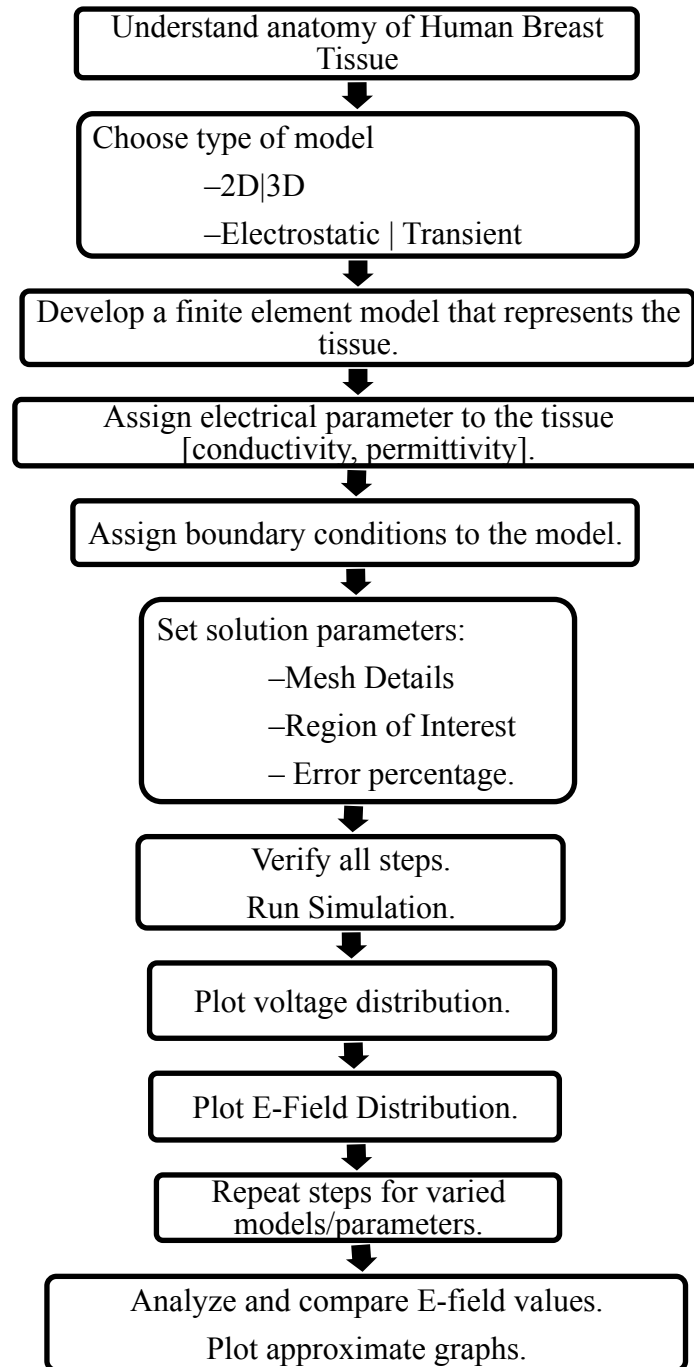 Understand anatomy of Human Breast
Tissue
Choose type of model
–2D|3D
–Electrostatic | Transient
Develop a finite element model that represents the
tissue.
Assign electrical parameter to the tissue
[conductivity, permittivity].
Assign boundary conditions to the model.
Set solution parameters:
–Mesh Details
–Region of Interest
– Error percentage.
Verify all steps.
Run Simulation.
Plot voltage distribution.
Plot E-Field Distribution.
Repeat steps for varied
models/parameters.
Analyze and compare E-field values.
Plot approximate graphs.